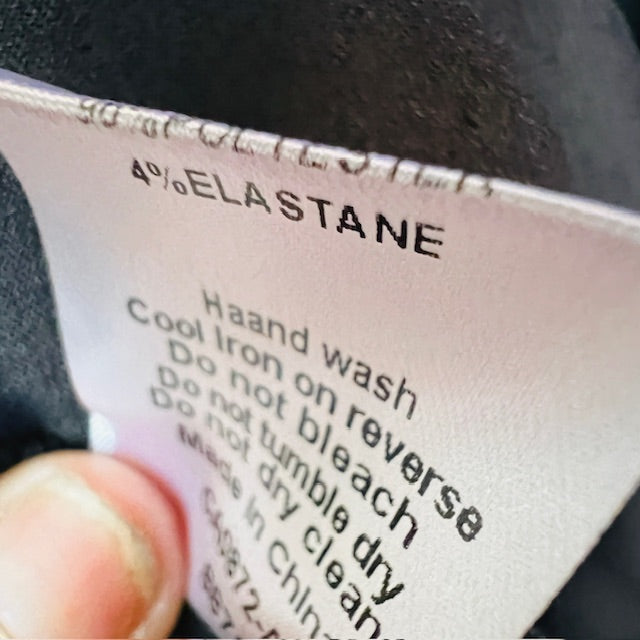 4%ELASTANE
Haand wash
Cool Iron on reverse
Do not bleach
Do not tumble dry
Do not dry clean
Made in China